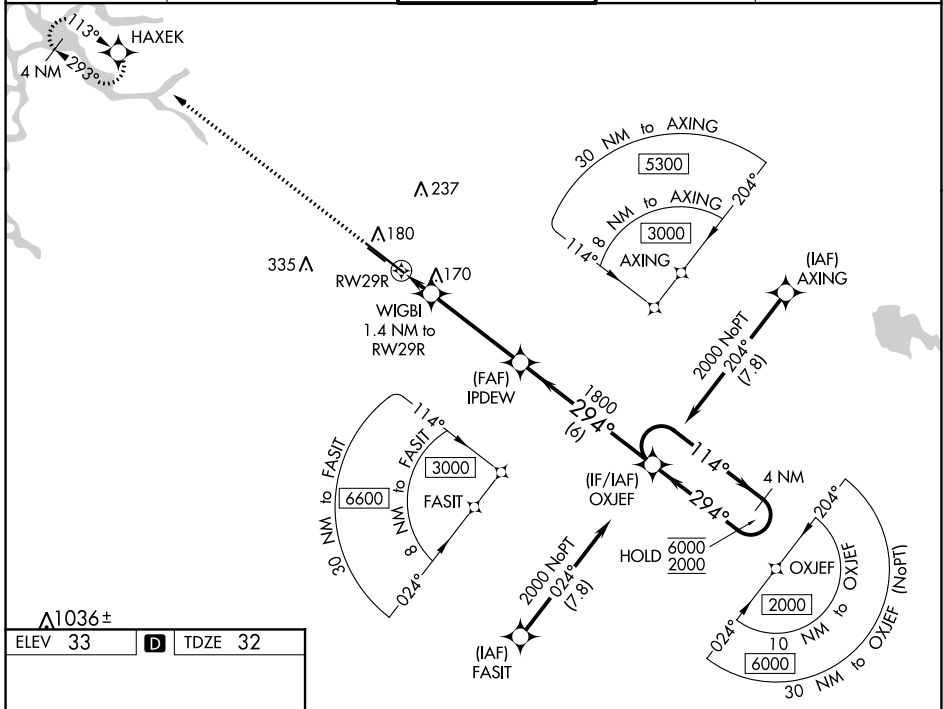 113°
HAXEK
4 NM
293°
30 NM to AXING
5300
8 NM to AXING
3000
204°
114°
AXING
237
180
335
170
RW29R
WIGBI
1.4 NM to
RW29R
(IAF)
AXING
2000 NoPT
204°
(7.8)
(FAF)
IPDEW
1800
294°
(6)
114°
4 NM
294°
(IF/IAF)
OXJEF
HOLD 6000
2000
30 NM to FASIT
6600
8 NM to FASIT
3000
114°
FASIT
024°
2000 NoPT
024°
(7.8)
(IAF)
FASIT
204°
OXJEF
2000
024°
10 NM to OXJEF
6000
30 NM to OXJEF (NoPT)
1036±
ELEV 33 D TDZE 32